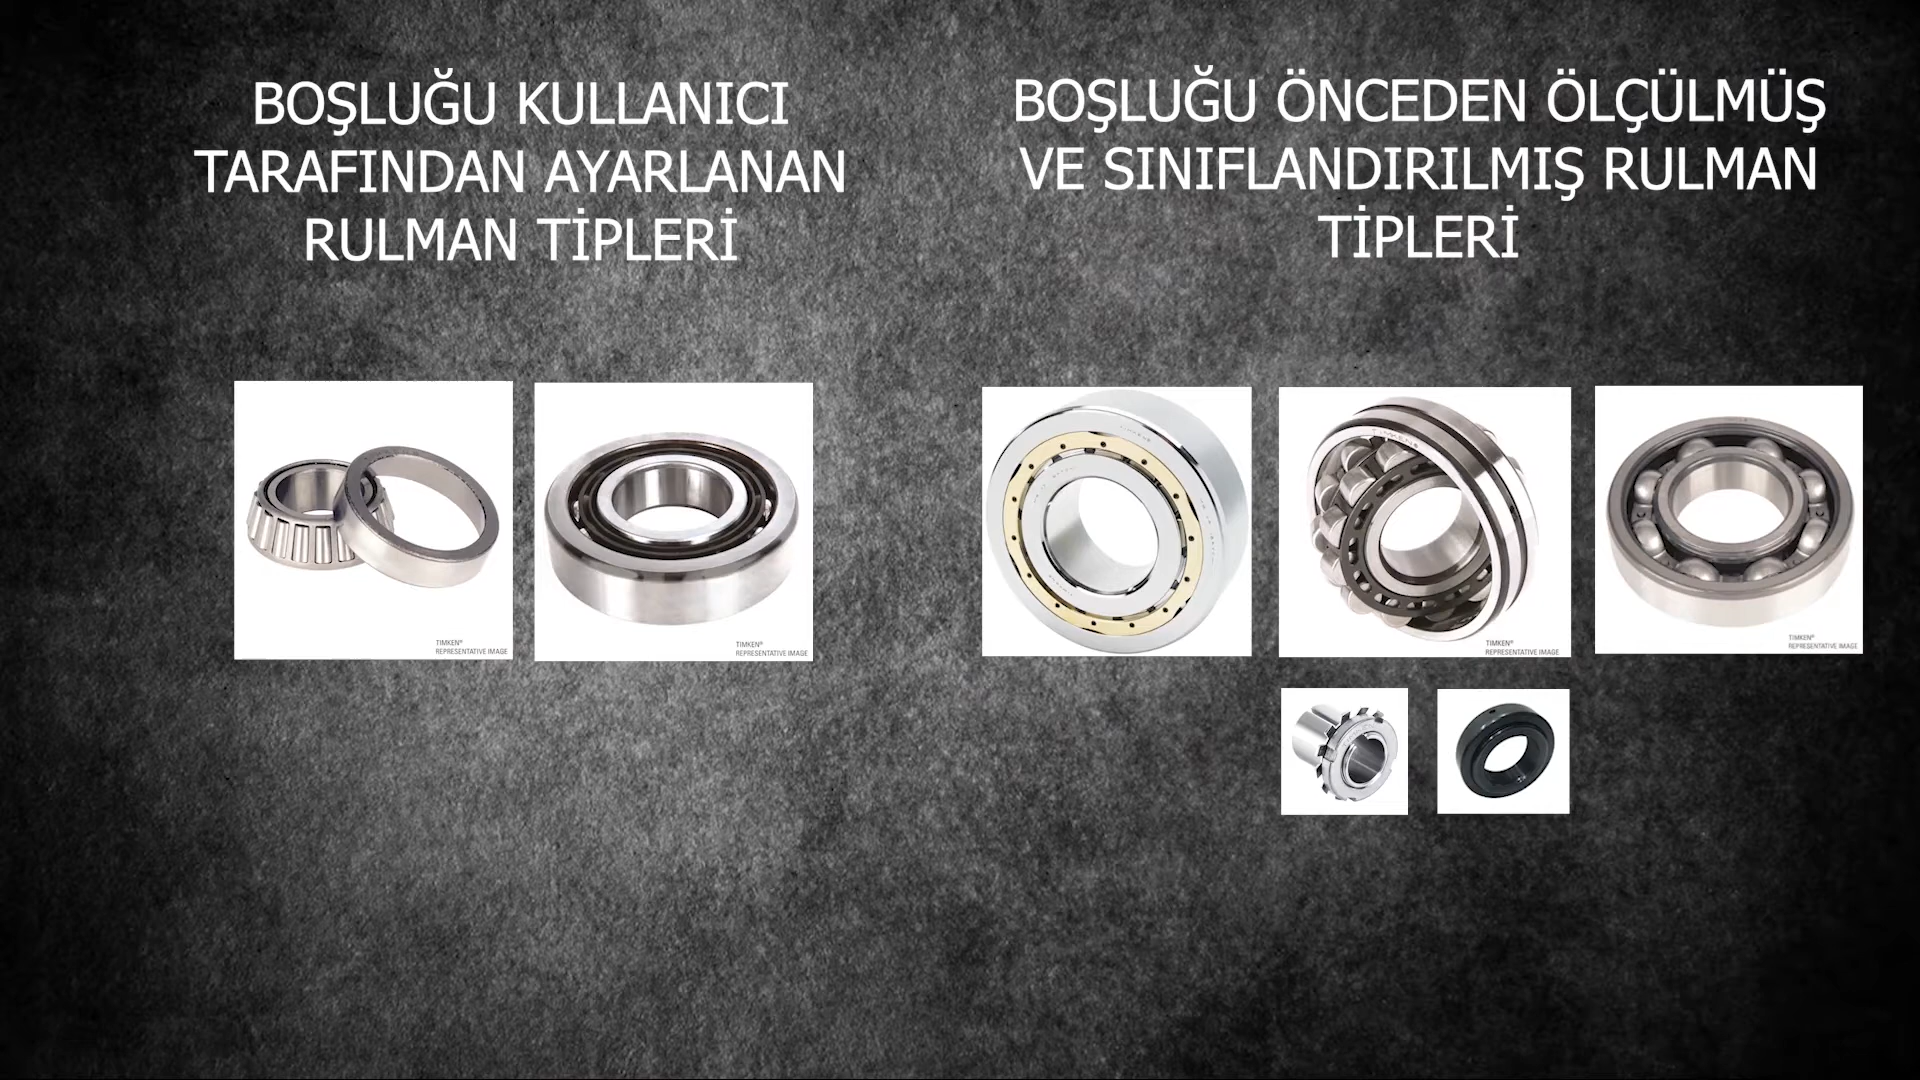 BOŞLUĞU KULLANICI
TARAFINDAN AYARLANAN
RULMAN TİPLERİ
BOŞLUĞU ÖNCEDEN ÖLÇÜLMÜŞ
VE SINIFLANDIRILMIŞ RULMAN
TİPLERİ
TIMKEN®
REPRESENTATIVE IMAGE
TIMKEN®
REPRESENTATIVE IMAGE
TIMKEN®
REPRESENTATIVE IMAGE
TIMKEN®
REPRESENTATIVE IMAGE